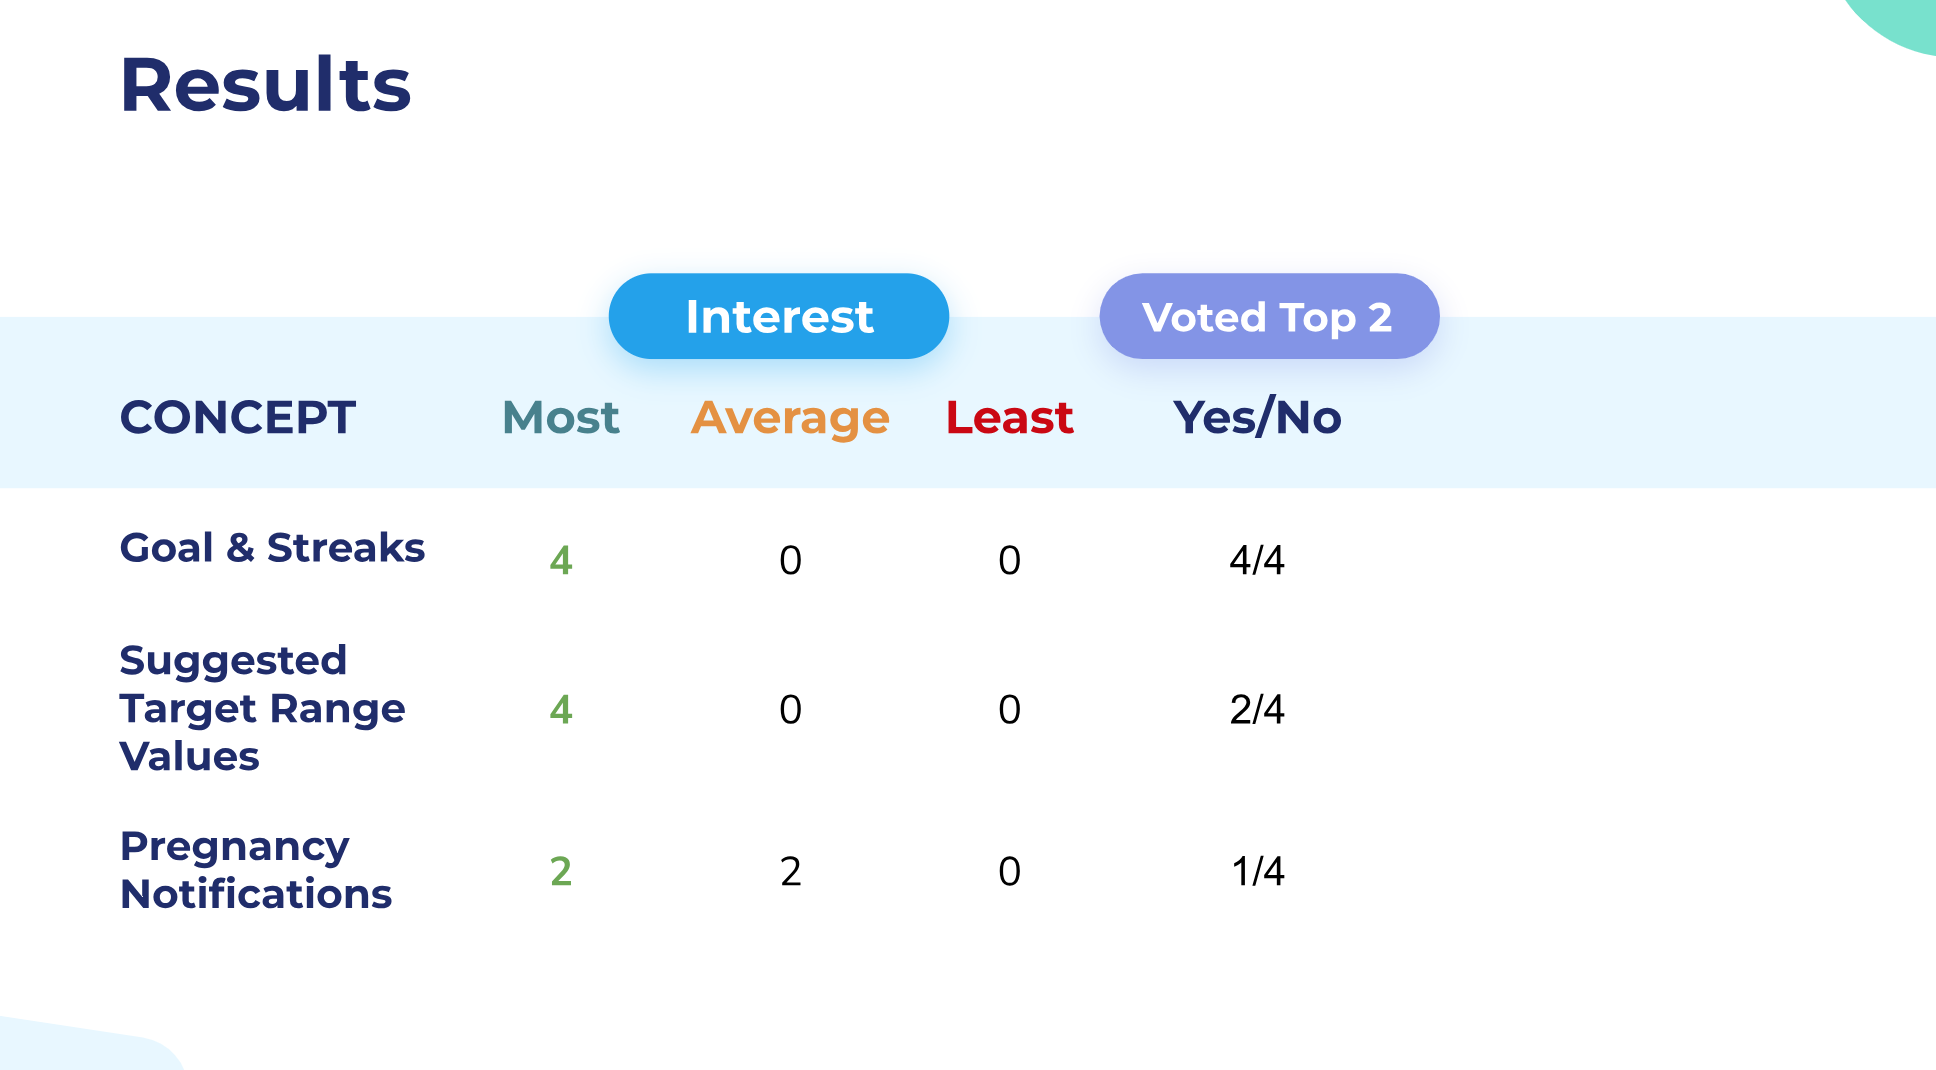 Results
Interest
Voted Top 2
CONCEPT Most Average Least Yes/No
Goal & Streaks 4 0 0 4/4
Suggested
Target Range
Values
4 0 0 2/4
Pregnancy
Notifications
2 2 0 1/4